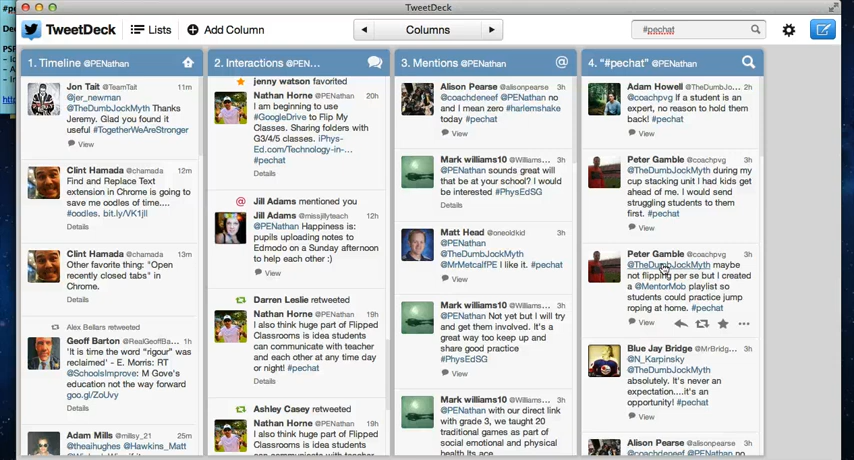 TweetDeck
TweetDeck
Lists
Add Column
Columns
#pechat
1. Timeline @PENathan
Jon Tait @TeamTait 11m
@jer_newman
@TheDumbJockMyth Thanks
Jeremy. Glad you found it
useful #TogetherWeAreStronger
View
Clint Hamada @chamada 12m
Find and Replace Text
extension in Chrome is going to
save me oodles of time....
#oodles. bit.ly/VK1jll
Details
Clint Hamada @chamada 13m
Other favorite thing: "Open
recently closed tabs" in
Chrome.
Details
Alex Bellars retweeted
Geoff Barton @RealGeoffBa... 1h
'It is time the word "rigour" was
reclaimed' - E. Morris: RT
@SchoolsImprove: M Gove's
education not the way forward
goo.gl/ZoUvy
Details
Adam Mills @millsy_21 25m
@theaihughes @Hawkins_Matt
2. Interactions @PEN...
jenny watson favorited
Nathan Horne @PENathan 20h
I am beginning to use
#GoogleDrive to Flip My
Classes. Sharing folders with
G3/4/5 classes. iPhys-
Ed.com/Technology-in-...
#pechat
Details
Jill Adams mentioned you
Jill Adams @missjillyteach 12h
@PENathan Happiness is:
pupils uploading notes to
Edmodo on a Sunday afternoon
to help each other :)
View
Darren Leslie retweeted
Nathan Horne @PENathan 19h
I also think huge part of Flipped
Classrooms is idea students
can communicate with teacher
and each other at any time day
or night! #pechat
Details
Ashley Casey retweeted
Nathan Horne @PENathan 19h
I also think huge part of Flipped
Classrooms is idea students
3. Mentions @PENathan
Alison Pearse @alisonpearse 3h
@coachdeneef @PENathan no
and I mean zero #harlemshake
today #pechat
View
Mark williams10 @Williams... 3h
@PENathan sounds great will
that be at your school? I would
be interested #PhysEdSG
Details
Matt Head @oneoldkid 3h
@PENathan
@TheDumbJockMyth
@MrMetcalfPE I like it. #pechat
View
Mark williams10 @Williams... 3h
@PENathan Not yet but I will try
and get them involved. It's a
great way to
share good practice
#PhysEdSG
View
Mark williams10 @Williams... 3h
@PENathan with our direct link
with grade 3, we taught 20
traditional games as part of
social emotional and physical
health
4. "#pechat" @PENathan
Adam Howell @TheDumbJo... 2h
@coachpvg If a student is an
expert, no reason to hold them
back! #pechat
View
Peter Gamble @coachpvg 3h
@TheDumbJockMyth during my
cup stacking unit I had kids get
ahead of me. I would send
struggling students to them
first. #pechat
View
Peter Gamble @coachpvg 3h
@TheDumbJockMyth maybe
not flipping per se but I created
a @MentorMob playlist so
students could practice jump
roping at home. #pechat
View
Blue Jay Bridge @MrBridg... 3h
@N_Karpinsky
@TheDumbJockMyth
absolutely. It's never an
expectation....it's an
opportunity! #pechat
View
Alison Pearse @alisonpearse 3h